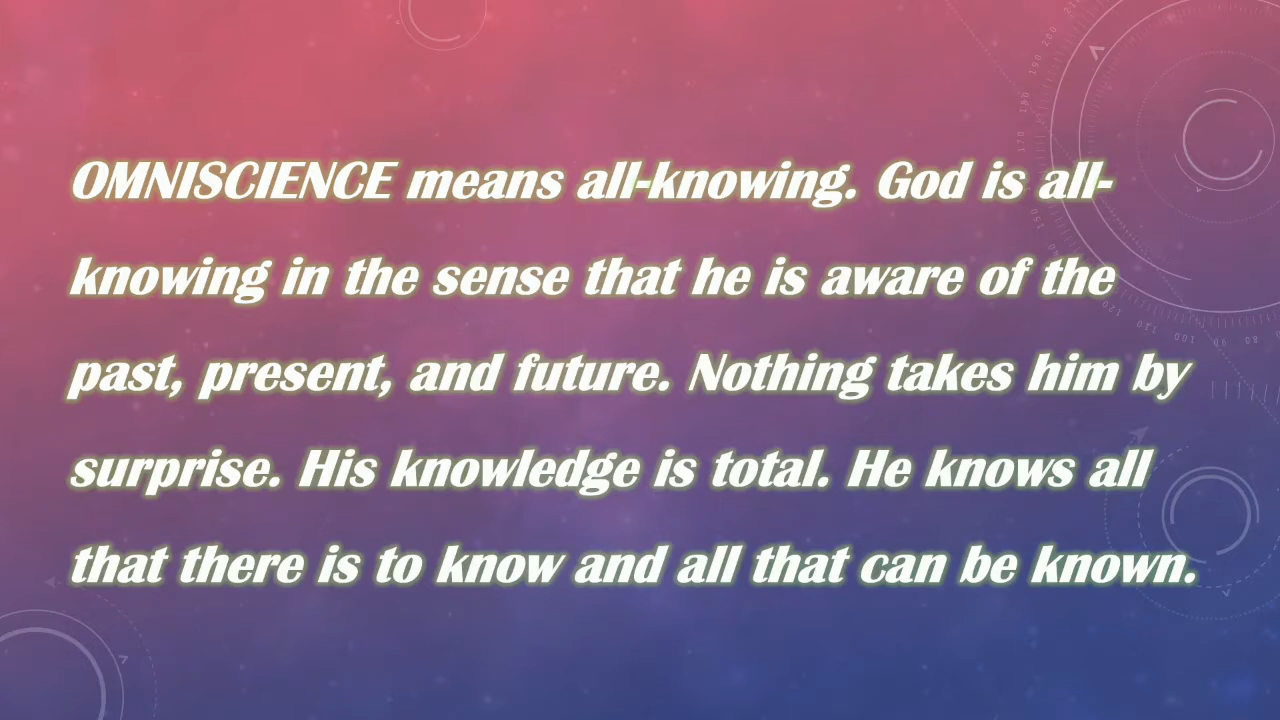 OMNISCIENCE means all-knowing. God is all-
knowing in the sense that he is aware of the
past, present, and future. Nothing takes him by
surprise. His knowledge is total. He knows all
that there is to know and all that can be known.